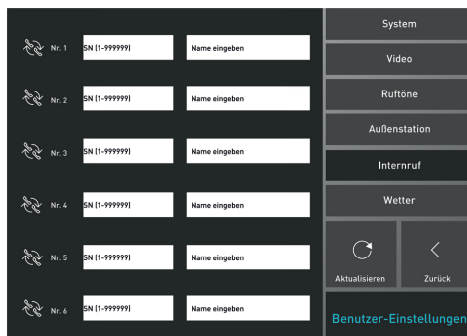 Nr. 1 SN (1-999999) Name eingeben
Nr. 2 SN (1-999999) Name eingeben
Nr. 3 SN (1-999999) Name eingeben
Nr. 4 SN (1-999999) Name eingeben
Nr. 5 SN (1-999999) Name eingeben
Nr. 6 SN (1-999999) Name eingeben
System
Video
Ruftöne
Außenstation
Internruf
Wetter
Aktualisieren Zurück
Benutzer-Einstellungen